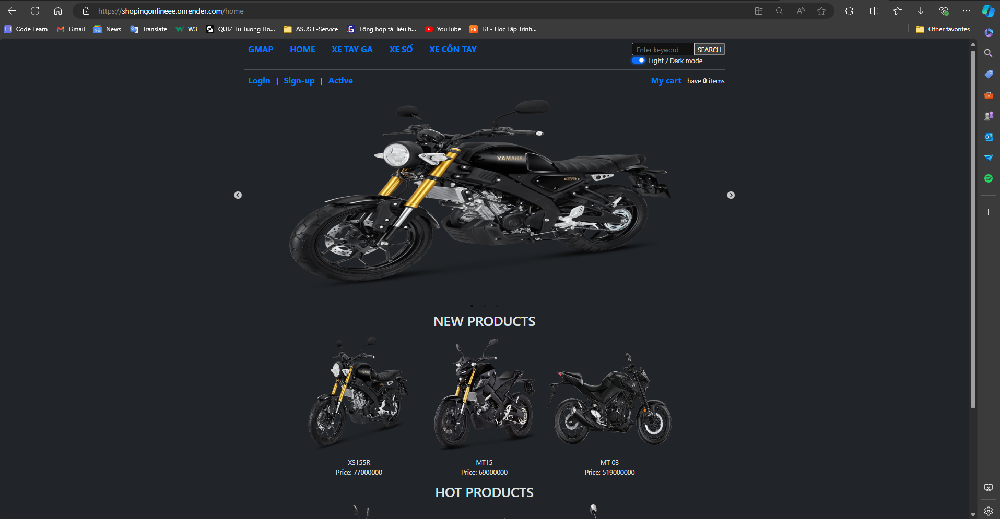 https://shopingonlineee.onrender.com/home
Code Learn Gmail News Translate W3 QUIZ Tu Tuong Ho... ASUS E-Service Tổng hợp tài liệu h... YouTube F8 - Học Lập Trình... Other favorites
GMAP HOME XE TAY GA XE SỐ XE CÔN TAY Enter keyword SEARCH
Light / Dark mode
Login | Sign-up | Active My cart have 0 items
YAMAHA
NEW PRODUCTS
XS155R MT15 MT 03
Price: 77000000 Price: 69000000 Price: 519000000
HOT PRODUCTS